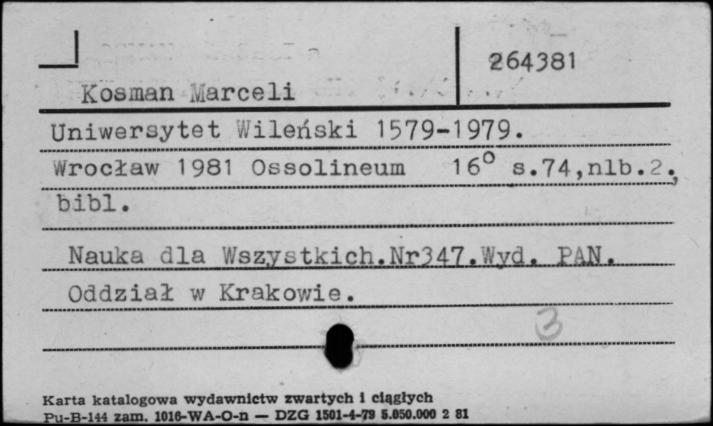 264381
Kosman Marceli
Uniwersytet Wileński 1579-1979.
Wrocław 1981 Ossolineum 16° s.74,nlb.2.,
bibl.
Nauka dla Wszystkich.Nr347.Wyd. PAN.
Oddział w Krakowie.
3
Karta katalogowa wydawnictw zwartych i ciągłych
Pu-B-144 zam. 1016-WA-O-n — DZG 1501-4-79 5.050.000 2 81